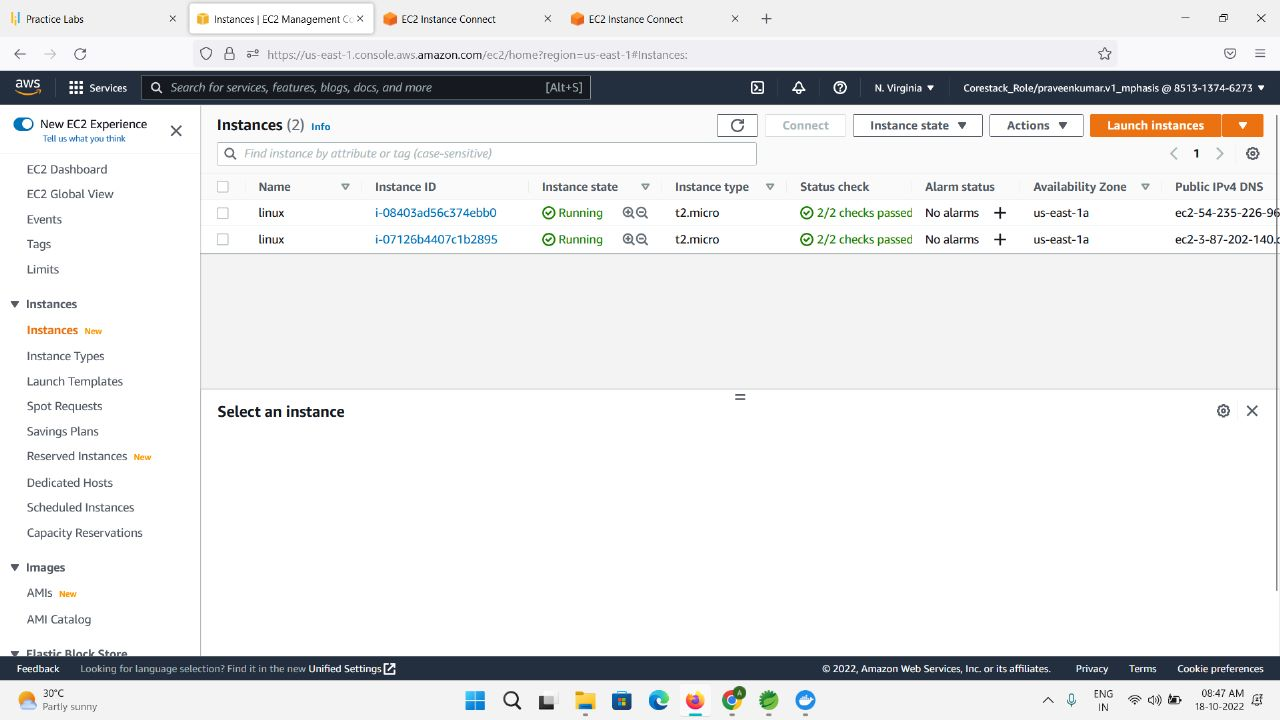 Practice Labs
Instances | EC2 Management Co
EC2 Instance Connect
EC2 Instance Connect
https://us-east-1.console.aws.amazon.com/ec2/home?region=us-east-1#Instances:
aws
Services
Search for services, features, blogs, docs, and more
[Alt+S]
N. Virginia
Corestack_Role/praveenkumar.v1_mphasis @ 8513-1374-6273
New EC2 Experience
Tell us what you think
EC2 Dashboard
EC2 Global View
Events
Tags
Limits
Instances
Instances New
Instance Types
Launch Templates
Spot Requests
Savings Plans
Reserved Instances New
Dedicated Hosts
Scheduled Instances
Capacity Reservations
Images
AMIs New
AMI Catalog
Elastic Block Store
Instances (2) Info
Connect
Instance state
Actions
Launch instances
Find instance by attribute or tag (case-sensitive)
1
Name Instance ID Instance state Instance type Status check Alarm status Availability Zone Public IPv4 DNS
linux i-08403ad56c374ebb0 Running t2.micro 2/2 checks passed No alarms + us-east-1a ec2-54-235-226-96
linux i-07126b4407c1b2895 Running t2.micro 2/2 checks passed No alarms + us-east-1a ec2-3-87-202-140.c
Select an instance
Feedback
Looking for language selection? Find it in the new Unified Settings
© 2022, Amazon Web Services, Inc. or its affiliates.
Privacy
Terms
Cookie preferences
30°C
Partly sunny
A
ENG
IN
08:47 AM
18-10-2022